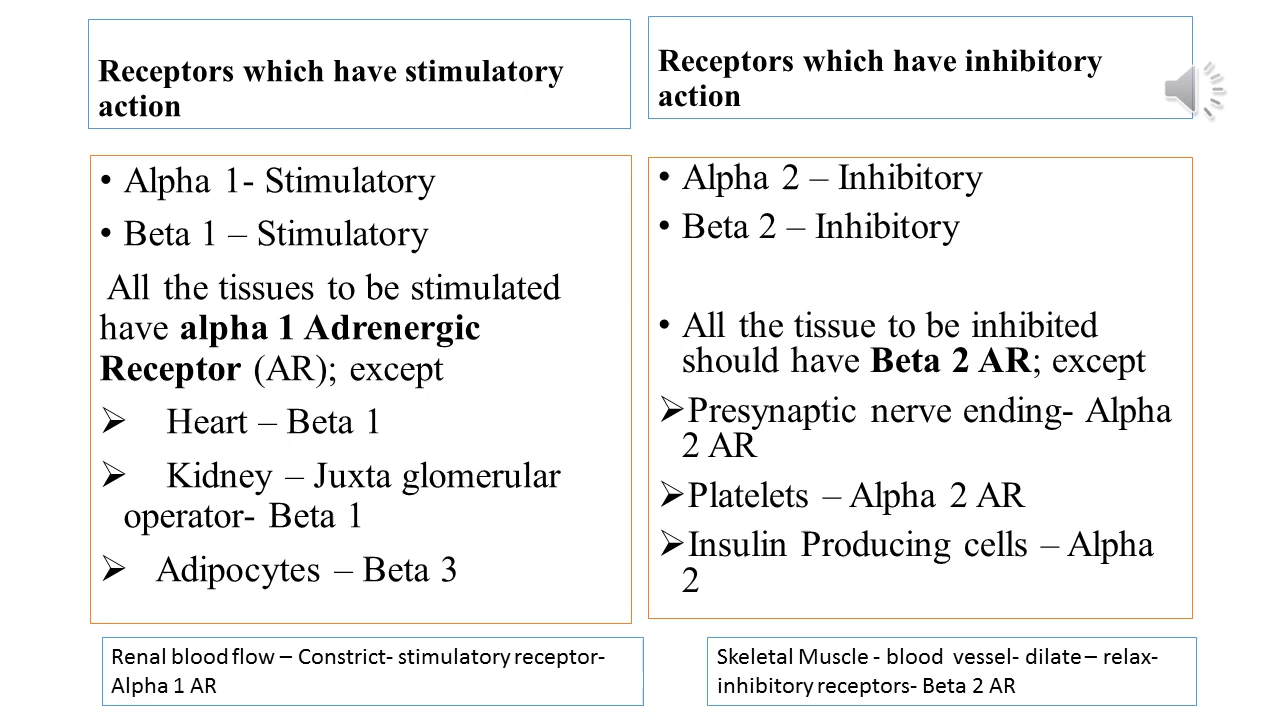 Receptors which have stimulatory
action
Receptors which have inhibitory
action
• Alpha 1- Stimulatory
• Beta 1 – Stimulatory
All the tissues to be stimulated
have alpha 1 Adrenergic
Receptor (AR); except
➢ Heart – Beta 1
➢ Kidney – Juxta glomerular
operator- Beta 1
➢ Adipocytes – Beta 3
• Alpha 2 – Inhibitory
• Beta 2 – Inhibitory
• All the tissue to be inhibited
should have Beta 2 AR; except
➢Presynaptic nerve ending- Alpha
2 AR
➢Platelets – Alpha 2 AR
➢Insulin Producing cells – Alpha
2
Renal blood flow – Constrict- stimulatory receptor-
Alpha 1 AR
Skeletal Muscle - blood vessel- dilate – relax-
inhibitory receptors- Beta 2 AR